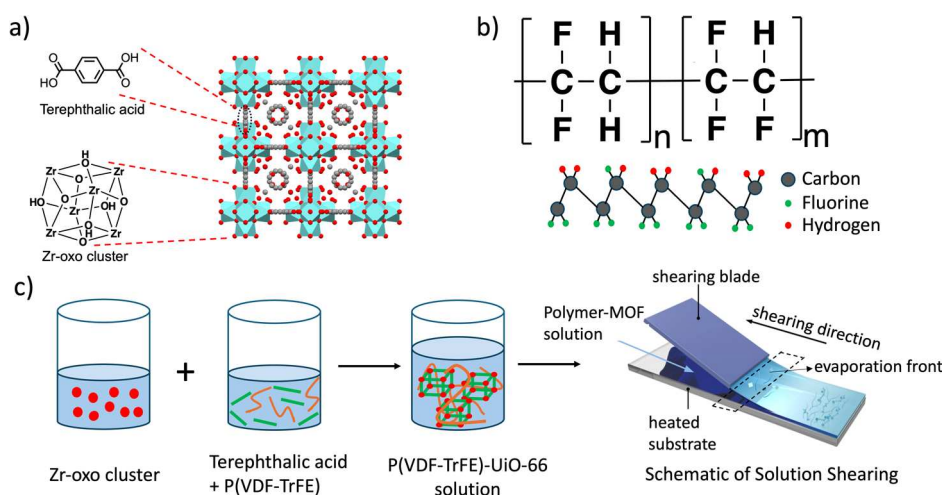 a)
O
OH
OH
O
Terephthalic acid
H
O
Zr
Zr
O
O
Zr
O
HO
Zr
OH
O
O
H
Zr
Zr
O
Zr-oxo cluster
b)
F H F H
C C C C
F H F F
n m
Carbon
Fluorine
Hydrogen
c)
+
Zr-oxo cluster
Terephthalic acid
+ P(VDF-TrFE)
P(VDF-TrFE)-UiO-66
solution
shearing blade
Polymer-MOF
solution
shearing direction
evaporation front
heated
substrate
Schematic of Solution Shearing